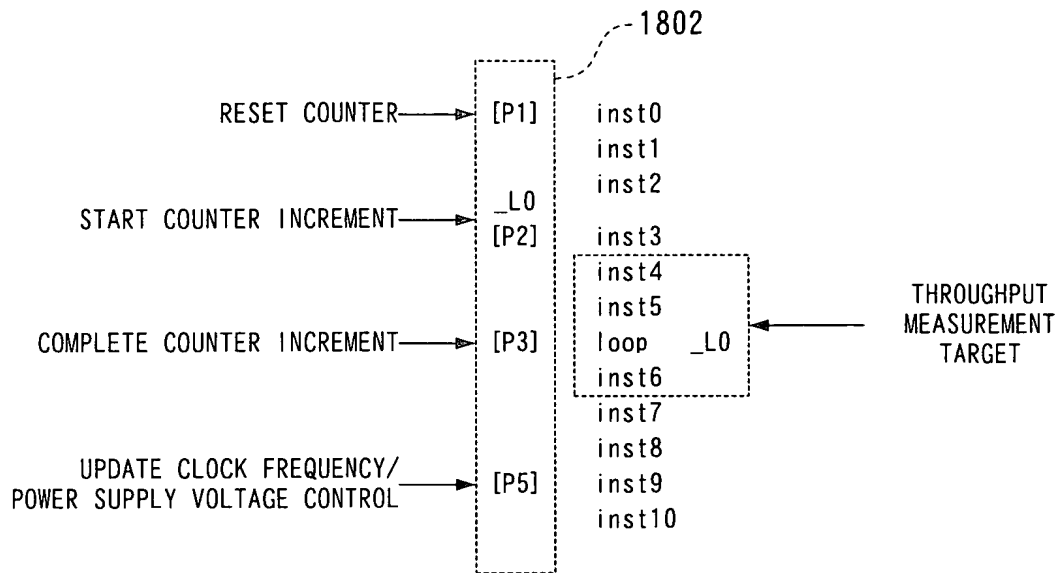 1802
RESET COUNTER [P1] inst0
inst1
inst2
_L0
START COUNTER INCREMENT
[P2] inst3
inst4
inst5
COMPLETE COUNTER INCREMENT [P3] loop _L0
inst6
THROUGHPUT
MEASUREMENT
TARGET
inst7
inst8
UPDATE CLOCK FREQUENCY/
POWER SUPPLY VOLTAGE CONTROL
[P5] inst9
inst10